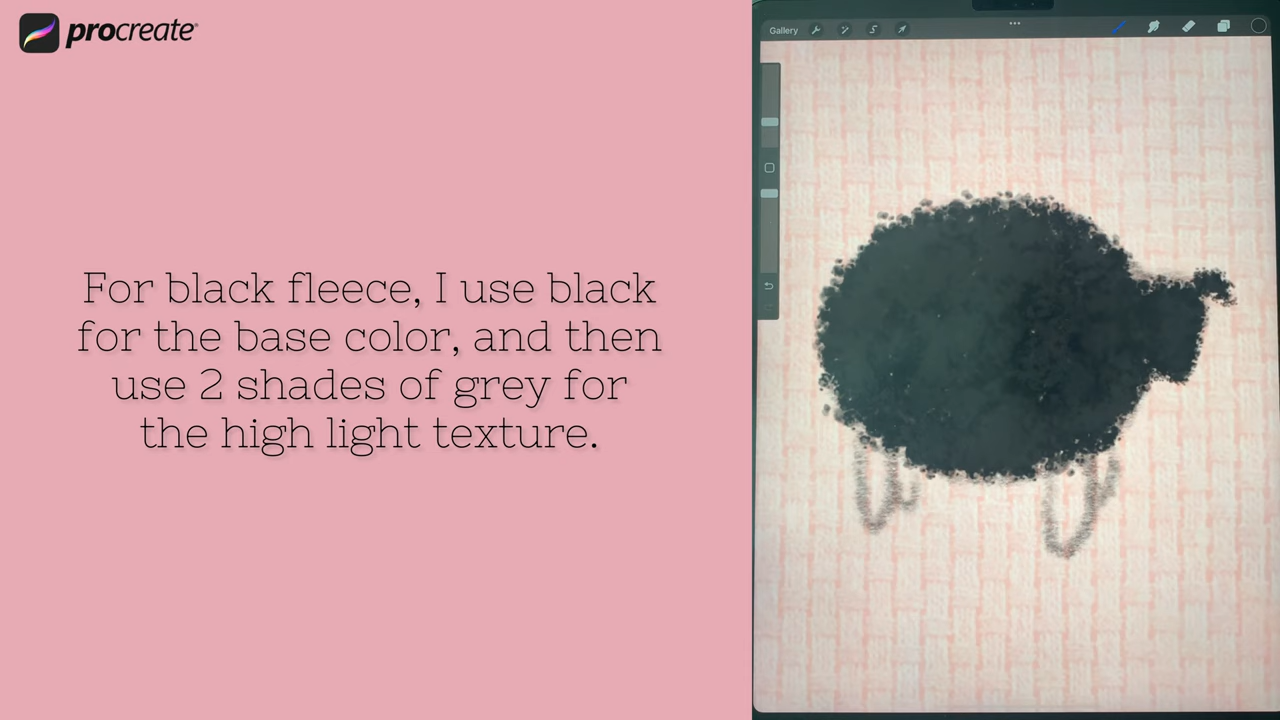 procreate
For black fleece, I use black
for the base color, and then
use 2 shades of grey for
the high light texture.
Gallery